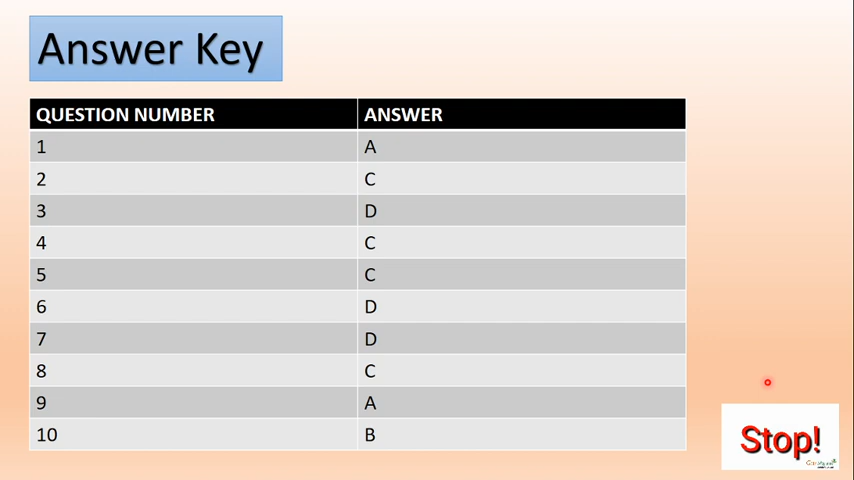 Answer Key
QUESTION NUMBER ANSWER
1 A
2 C
3 D
4 C
5 C
6 D
7 D
8 C
9 A
10 B
Stop!